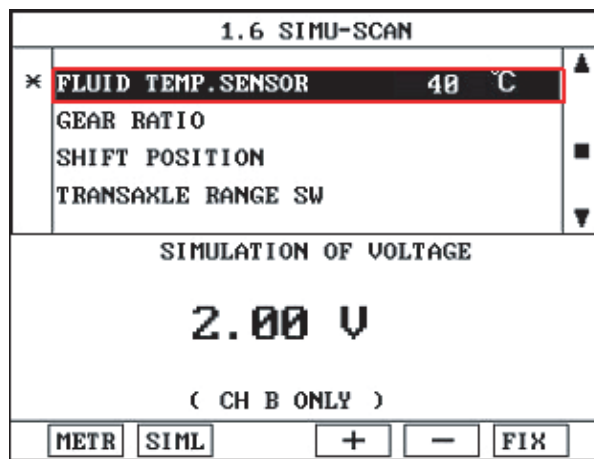 1.6 SIMU-SCAN
* FLUID TEMP.SENSOR 40 ℃
GEAR RATIO
SHIFT POSITION
TRANSAXLE RANGE SW
SIMULATION OF VOLTAGE
2.00 V
( CH B ONLY )
METR SIML + - FIX